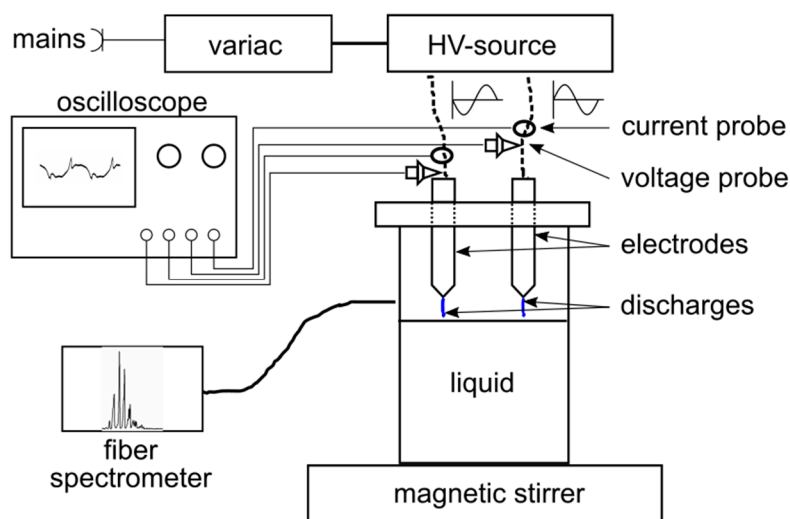 mains
variac
HV-source
oscilloscope
current probe
voltage probe
electrodes
discharges
liquid
fiber
spectrometer
magnetic stirrer